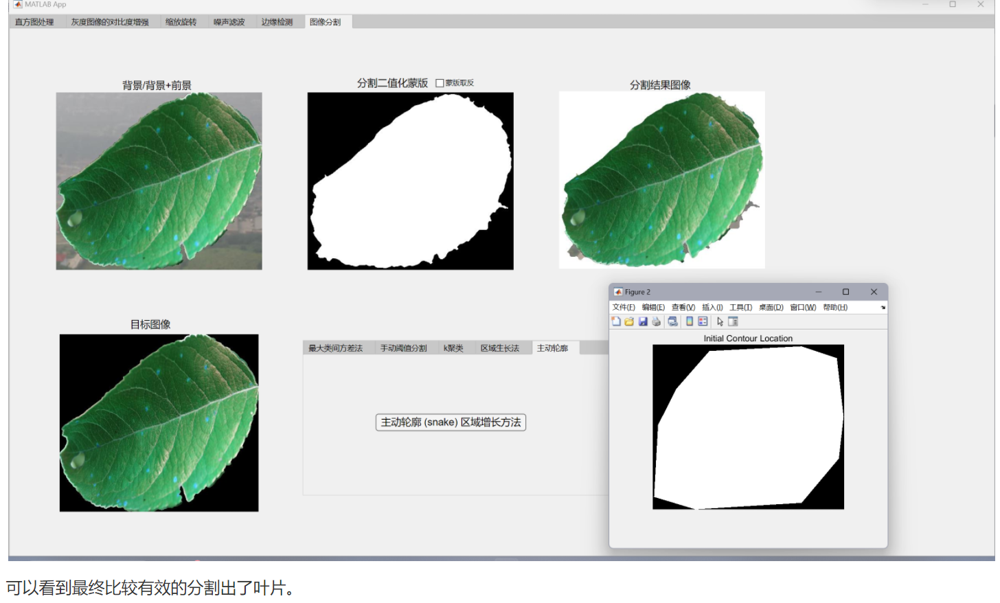 MATLAB App
直方图处理 灰度图像的对比度增强 缩放旋转 噪声滤波 边缘检测 图像分割
背景/背景+前景
分割二值化蒙版 蒙版取反
分割结果图像
目标图像
最大类间方差法 手动阈值分割 k聚类 区域生长法 主动轮廓
主动轮廓 (snake) 区域增长方法
Figure 2
文件(F) 编辑(E) 查看(V) 插入(I) 工具(T) 桌面(D) 窗口(W) 帮助(H)
Initial Contour Location
可以看到最终比较有效的分割出了叶片。